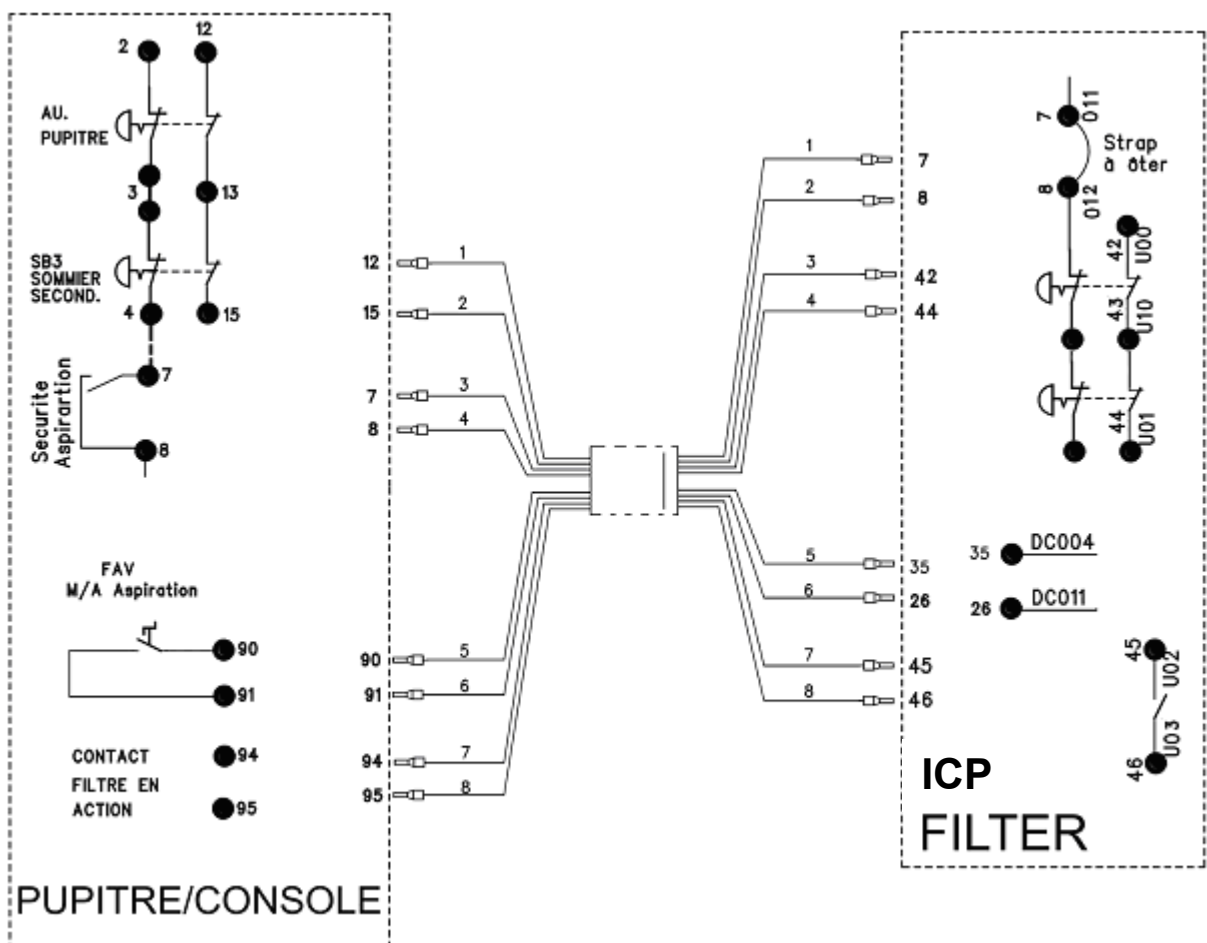 2
12
AU.
PUPITRE
3
13
SB3
SOMMIER
SECOND.
4
15
7
Securite
Aspirartion
8
FAV
M/A Aspiration
90
91
CONTACT
94
FILTRE EN
ACTION
95
PUPITRE/CONSOLE
12
1
15
2
7
3
8
4
90
5
91
6
94
7
95
8
1
7
2
8
3
42
4
44
5
35
6
26
7
45
8
46
7
011
Strap
à ôter
8
012
42
U00
43
U10
44
U01
35
DC004
26
DC011
45
U02
U03
46
ICP
FILTER